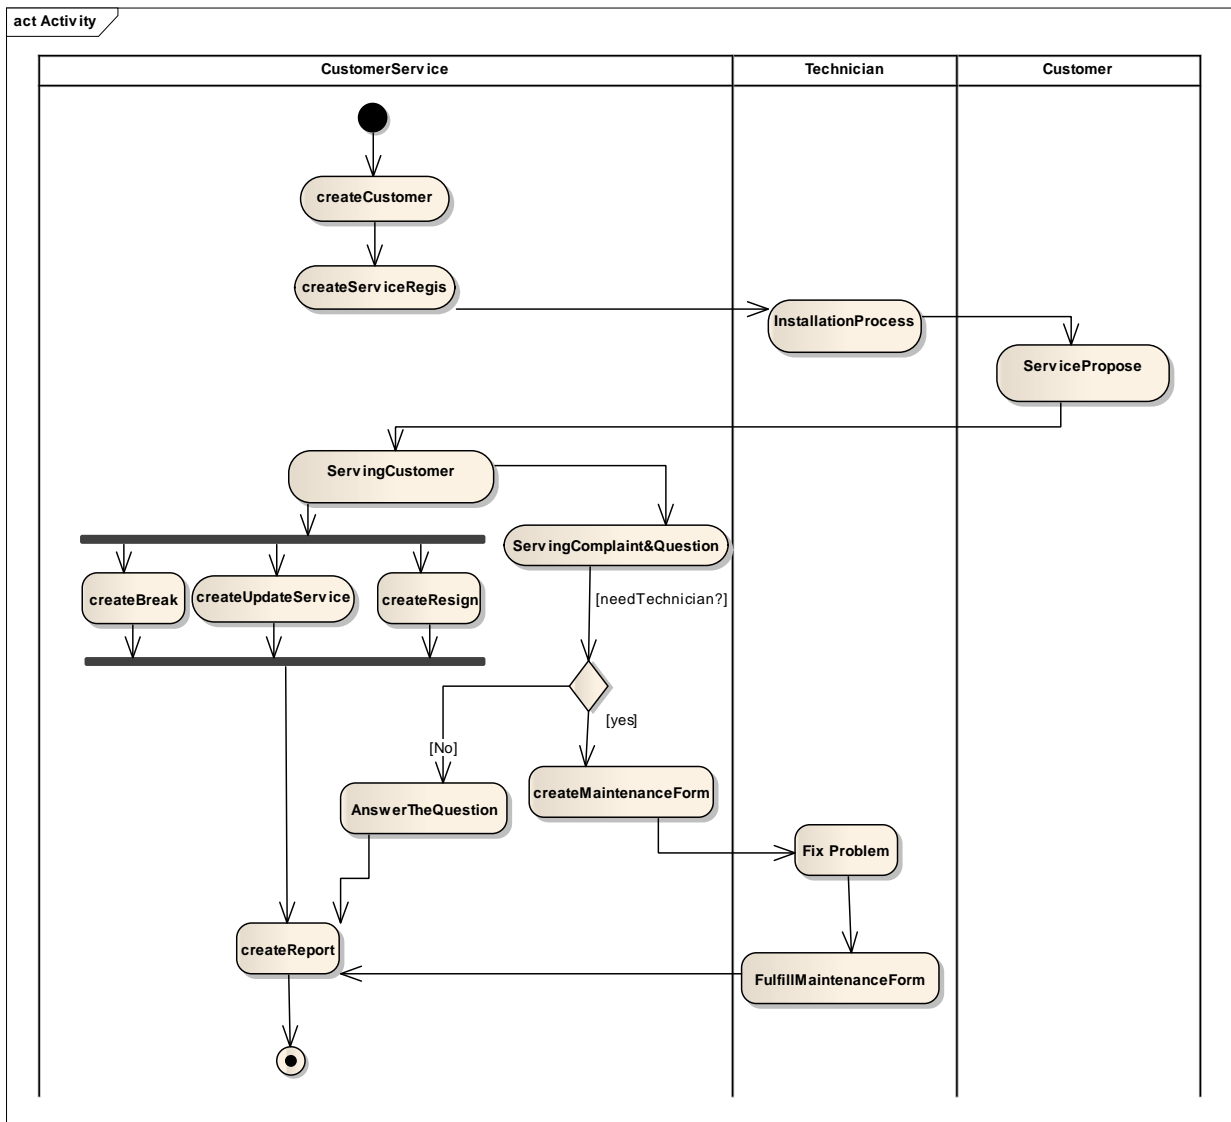 act Activity
CustomerService
Technician
Customer
createCustomer
createServiceRegis
InstallationProcess
ServicePropose
ServingCustomer
ServingComplaint&Question
createBreak
createUpdateService
createResign
[needTechnician?]
[yes]
[No]
createMaintenanceForm
AnswerTheQuestion
Fix Problem
createReport
FulfillMaintenanceForm